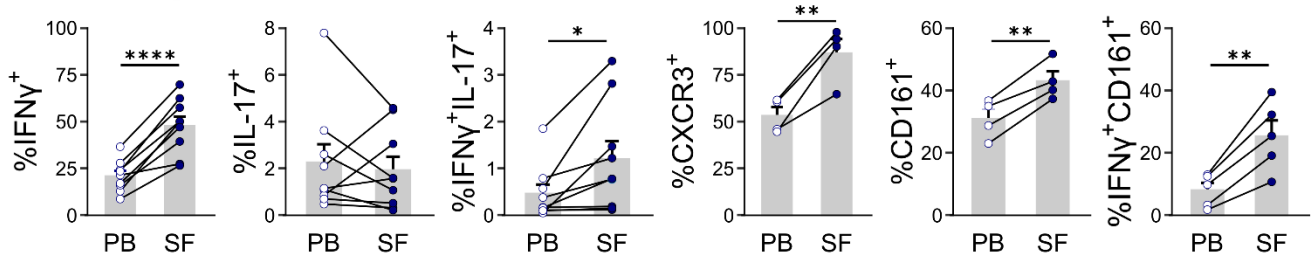 %IFNγ+
100
75
50
25
0
****
PB SF
%IL-17+
8
6
4
2
0
PB SF
%IFNγ+IL-17+
4
3
2
1
0
*
PB SF
%CXCR3+
100
75
50
25
0
**
PB SF
%CD161+
60
40
20
0
**
PB SF
%IFNγ+CD161+
60
40
20
0
**
PB SF